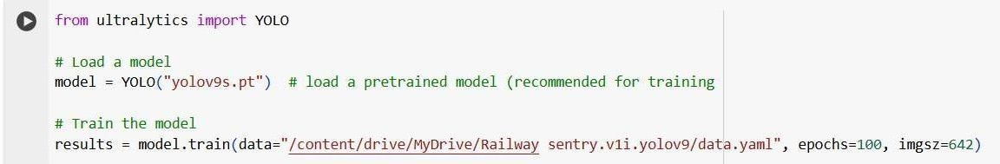 from ultralytics import YOLO
# Load a model
model = YOLO("yolov9s.pt")  # load a pretrained model (recommended for training
# Train the model
results = model.train(data="/content/drive/MyDrive/Railway sentry.v1i.yolov9/data.yaml", epochs=100, imgsz=642)